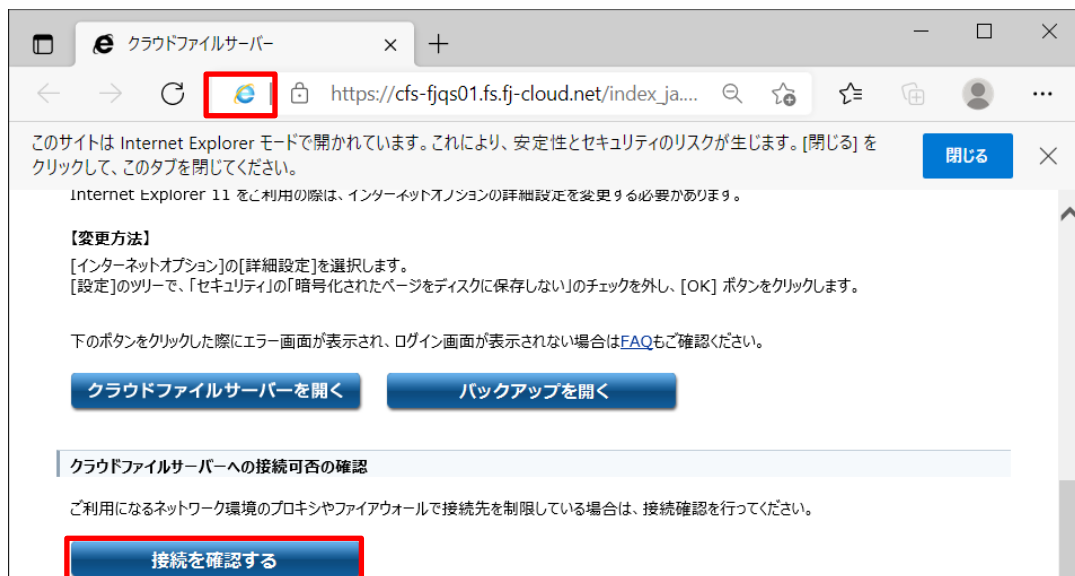 クラウドファイルサーバー
https://cfs-fjqs01.fs.fj-cloud.net/index_ja....
このサイトは Internet Explorer モードで開かれています。これにより、安定性とセキュリティのリスクが生じます。[閉じる] を
クリックして、このタブを閉じてください。
閉じる
Internet Explorer 11 をご利用の際は、インターネットオプションの詳細設定を変更する必要があります。
【変更方法】
[インターネットオプション]の[詳細設定]を選択します。
[設定]のツリーで、「セキュリティ」の「暗号化されたページをディスクに保存しない」のチェックを外し、[OK] ボタンをクリックします。
下のボタンをクリックした際にエラー画面が表示され、ログイン画面が表示されない場合はFAQもご確認ください。
クラウドファイルサーバーを開く
バックアップを開く
クラウドファイルサーバーへの接続可否の確認
ご利用になるネットワーク環境のプロキシやファイアウォールで接続先を制限している場合は、接続確認を行ってください。
接続を確認する